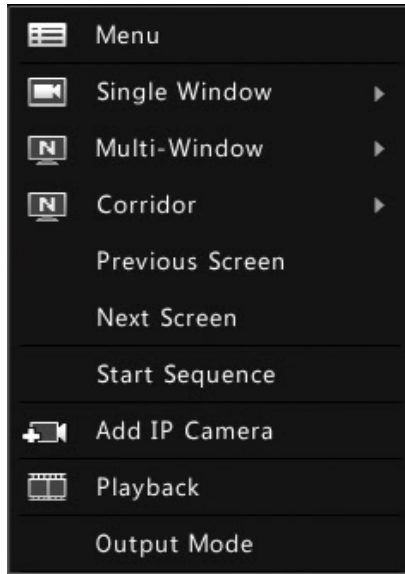 Menu
Single Window
N Multi-Window
N Corridor
Previous Screen
Next Screen
Start Sequence
Add IP Camera
Playback
Output Mode